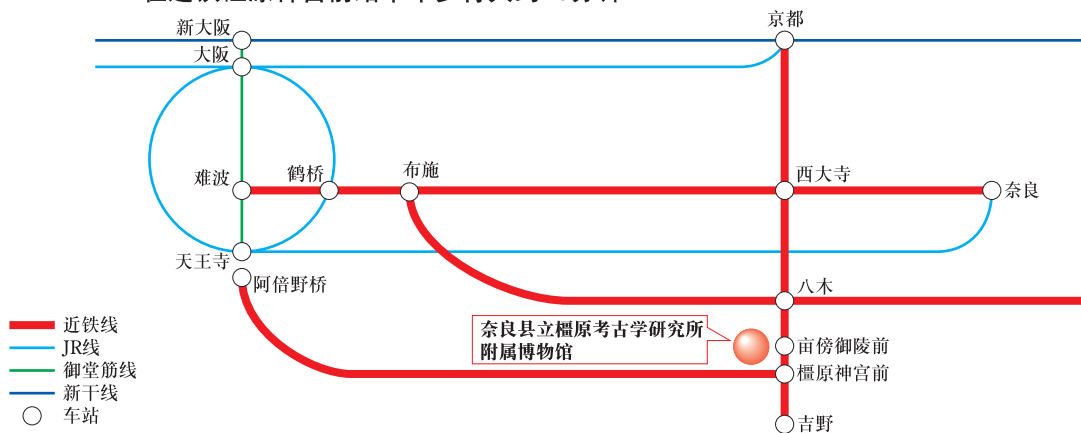 新大阪
京都
大阪
难波
鹤桥
布施
西大寺
奈良
天王寺
阿倍野桥
八木
奈良县立橿原考古学研究所
附属博物馆
亩傍御陵前
橿原神宫前
吉野
近铁线
JR线
御堂筋线
新干线
车站